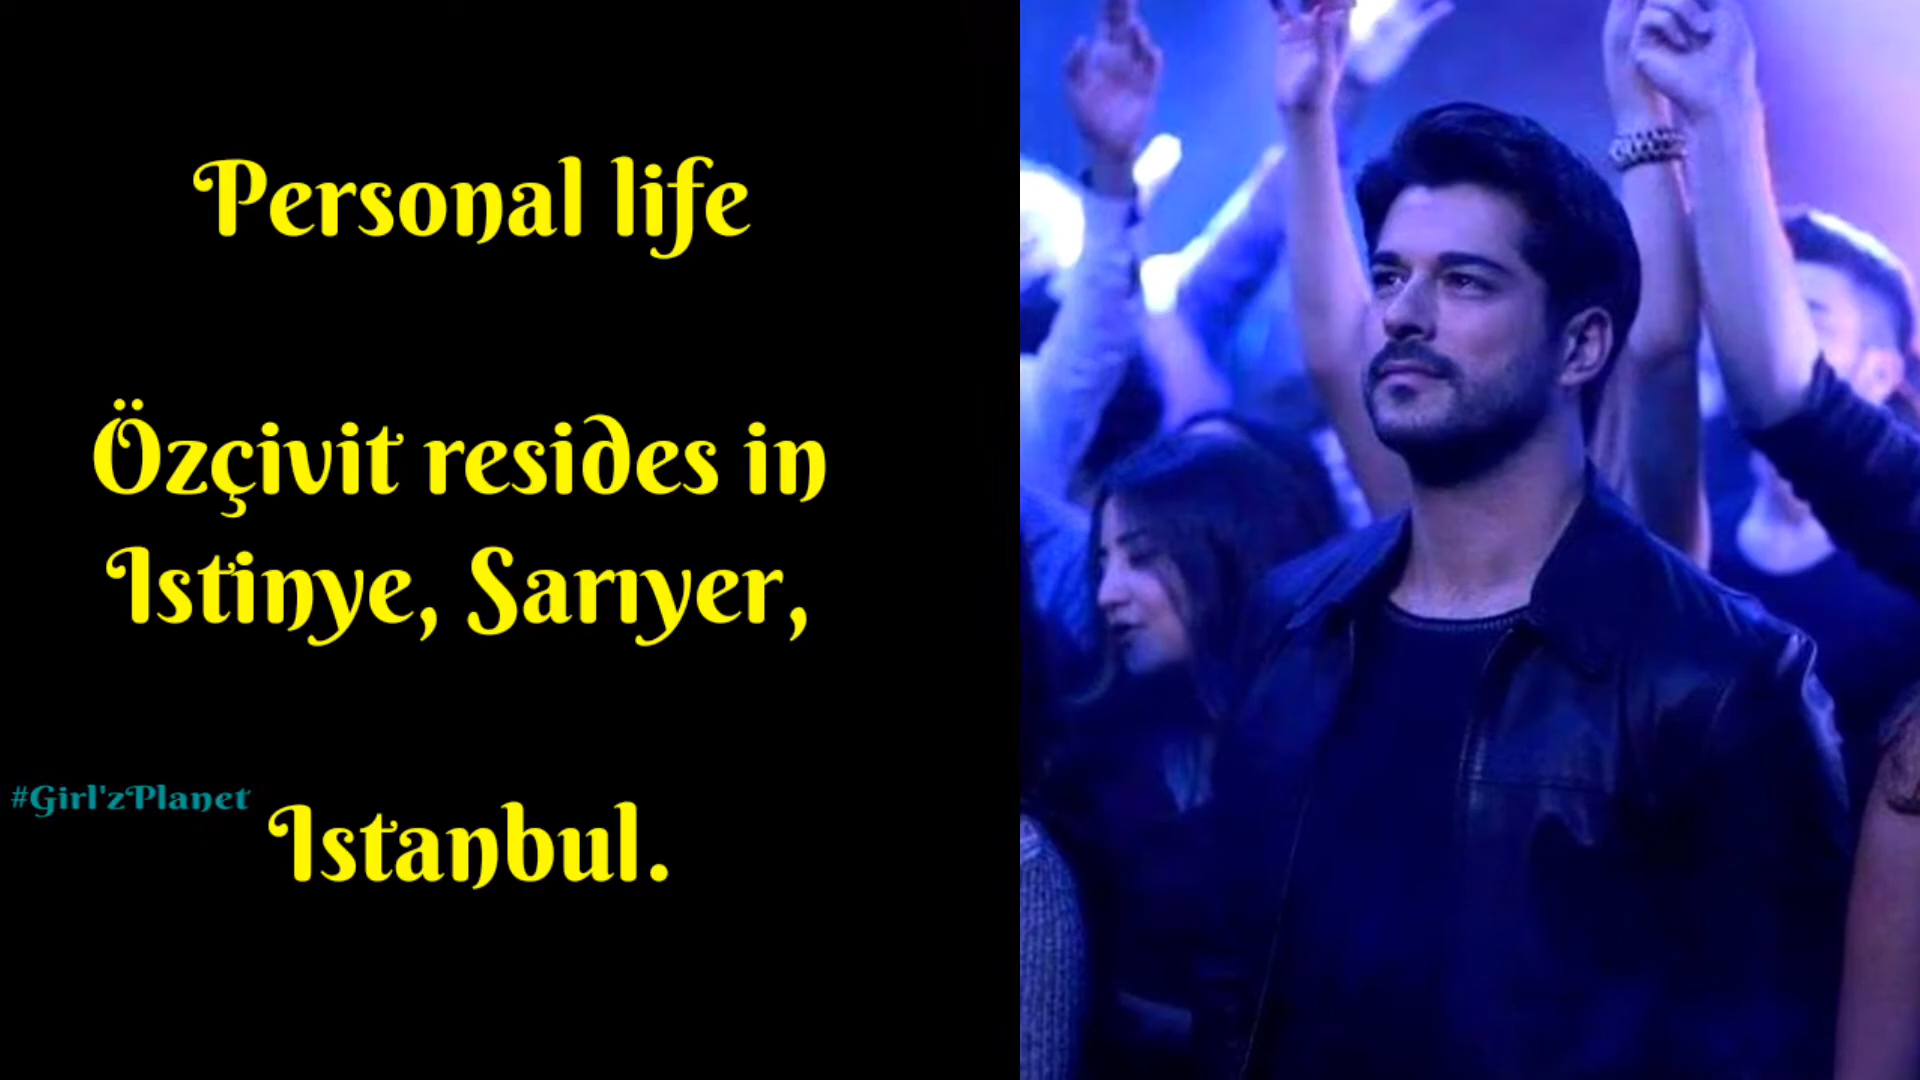 Personal life
Özçivit resides in
Istinye, Sarıyer,
#Girl'zPlanet
Istanbul.